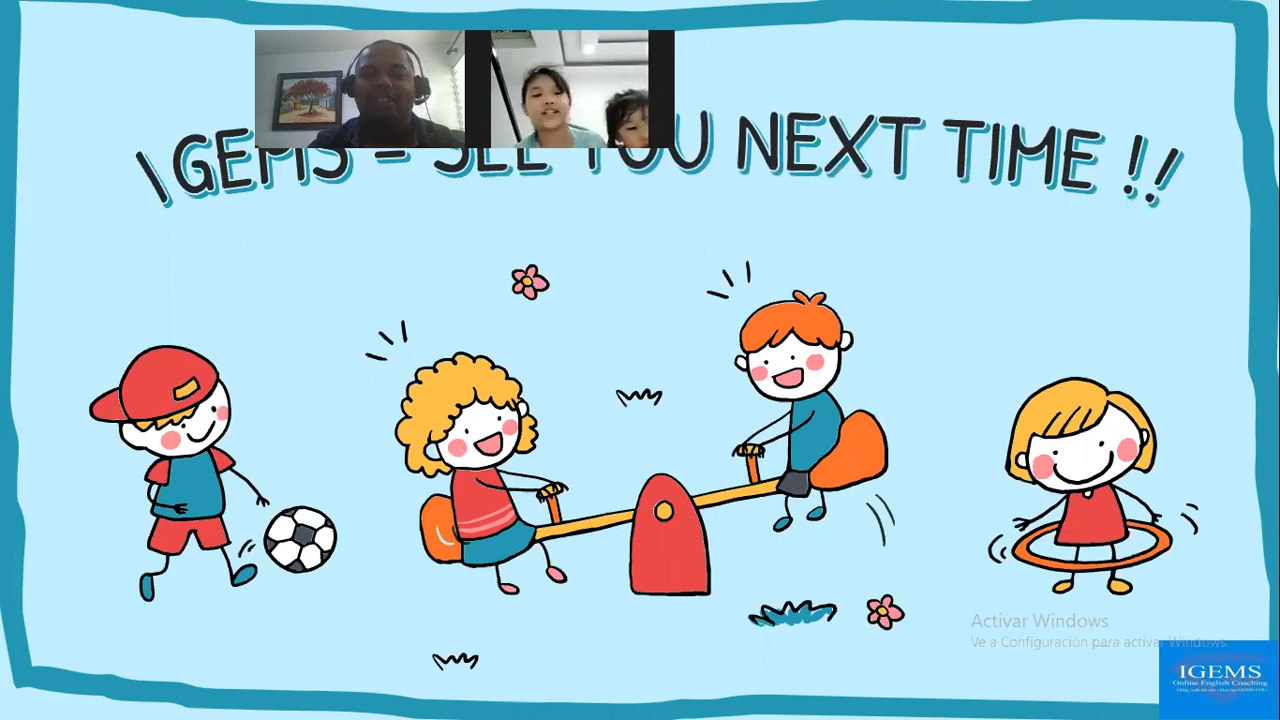 IGEMS - SEE YOU NEXT TIME !!
Activar Windows
Ve a Configuración para activar Windows.
IGEMS
Online English Coaching